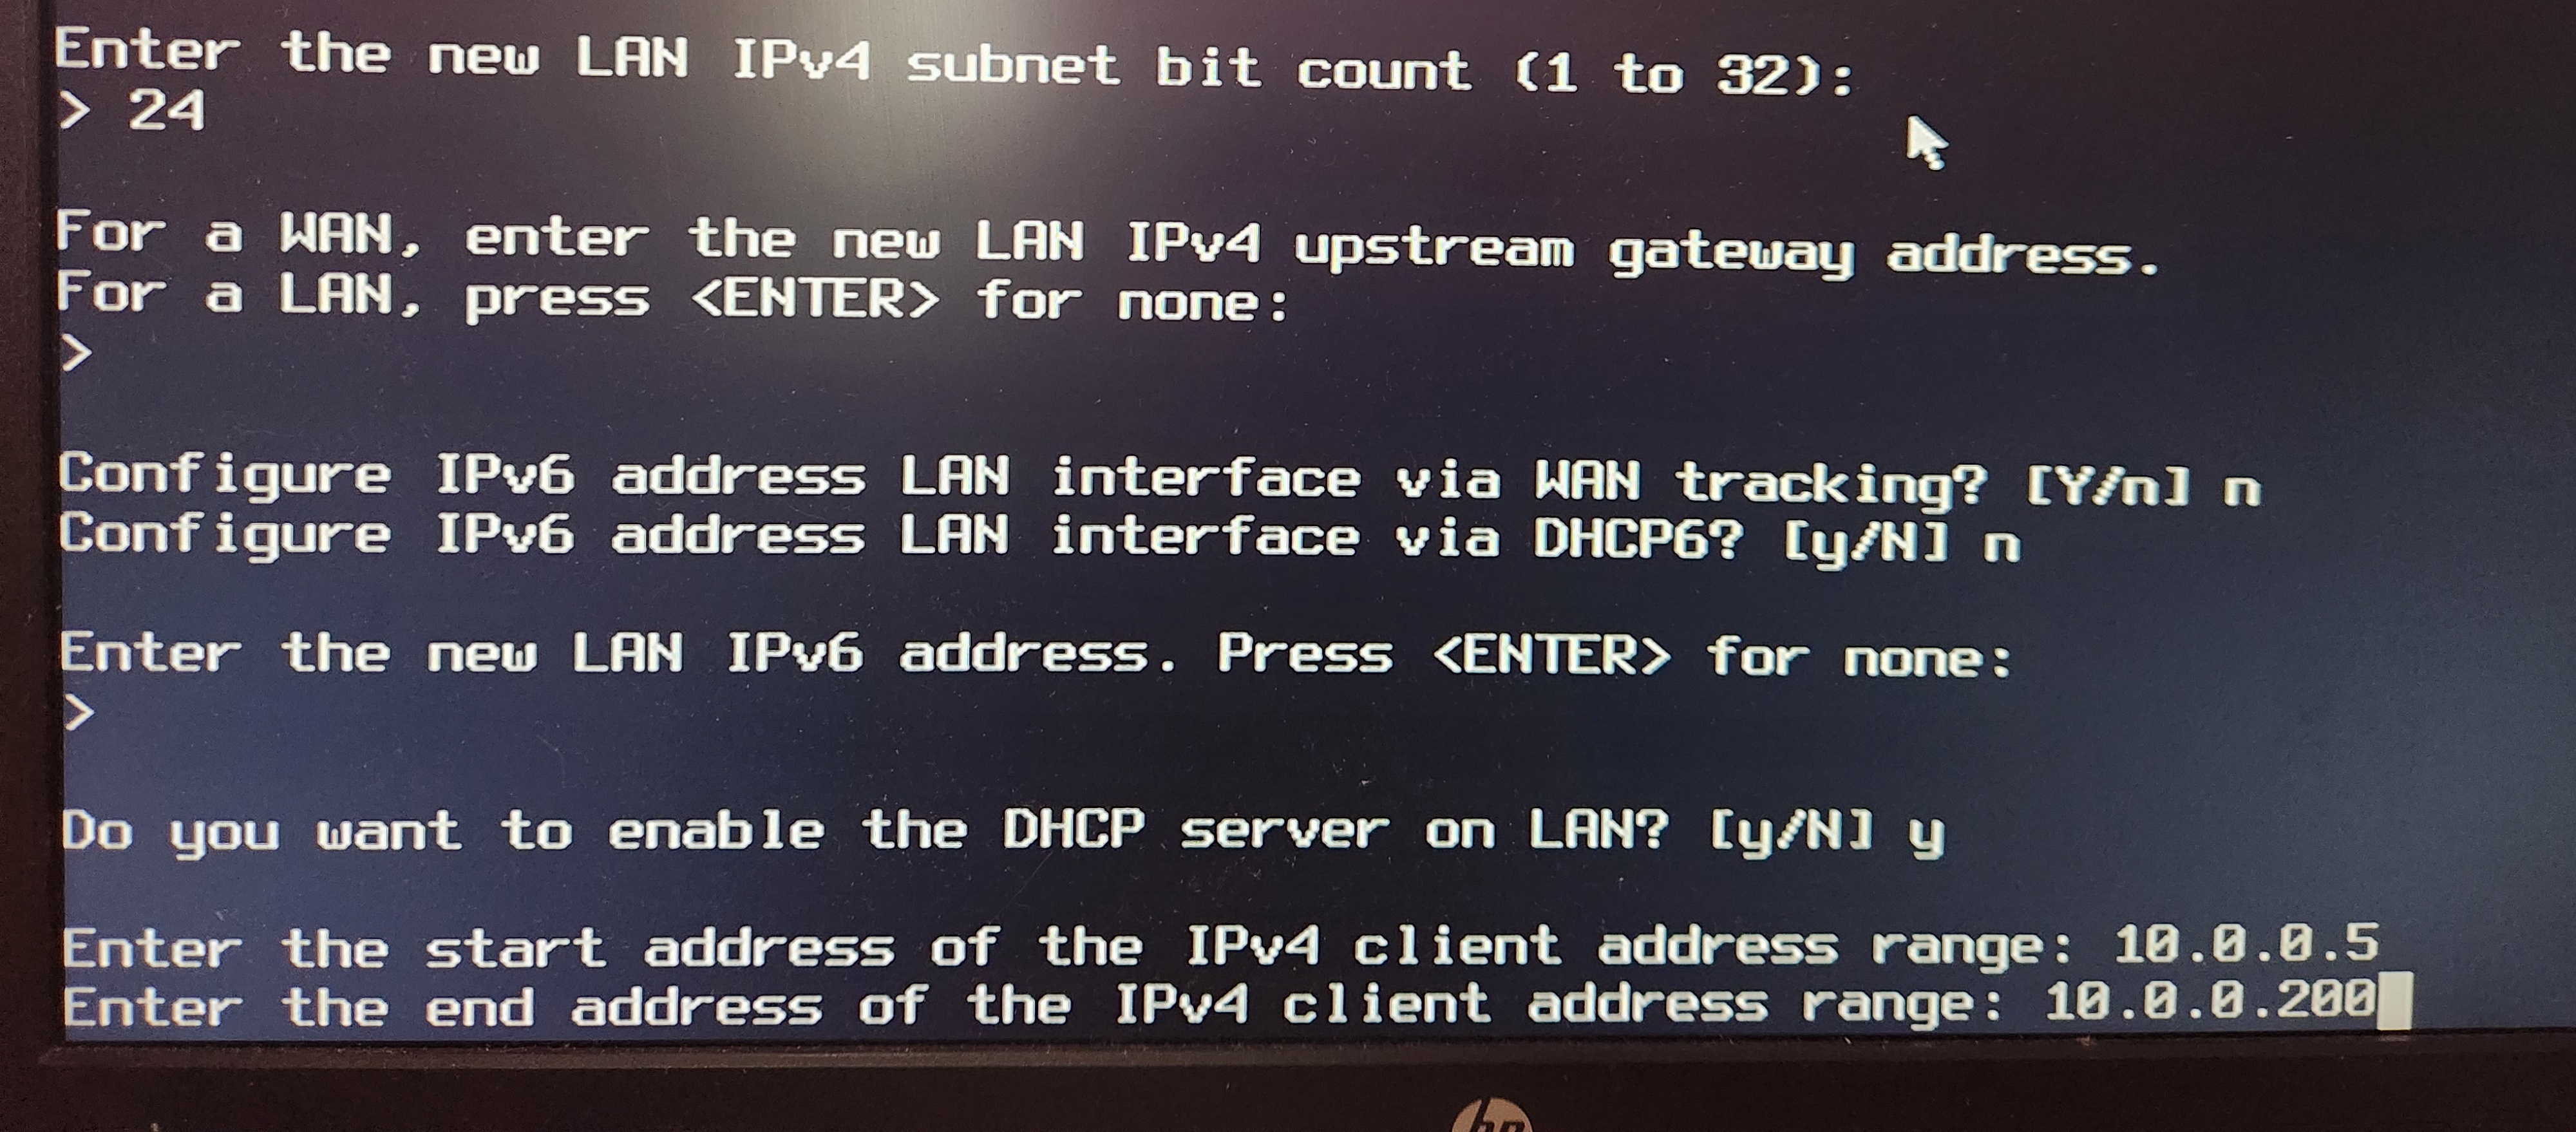 Enter the new LAN IPv4 subnet bit count (1 to 32):
> 24
For a WAN, enter the new LAN IPv4 upstream gateway address.
For a LAN, press <ENTER> for none:
>
Configure IPv6 address LAN interface via WAN tracking? [Y/n] n
Configure IPv6 address LAN interface via DHCP6? [y/N] n
Enter the new LAN IPv6 address. Press <ENTER> for none:
>
Do you want to enable the DHCP server on LAN? [y/N] y
Enter the start address of the IPv4 client address range: 10.0.0.5
Enter the end address of the IPv4 client address range: 10.0.0.200
hp